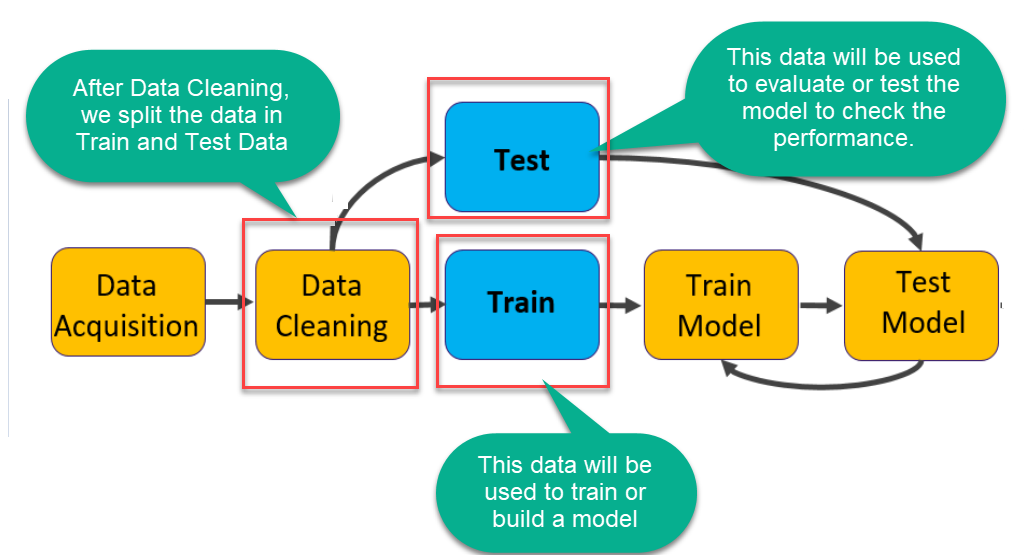 After Data Cleaning,
we split the data in
Train and Test Data
This data will be used
to evaluate or test the
model to check the
performance.
Test
Data
Acquisition
Data
Cleaning
Train
Train
Model
Test
Model
This data will be
used to train or
build a model